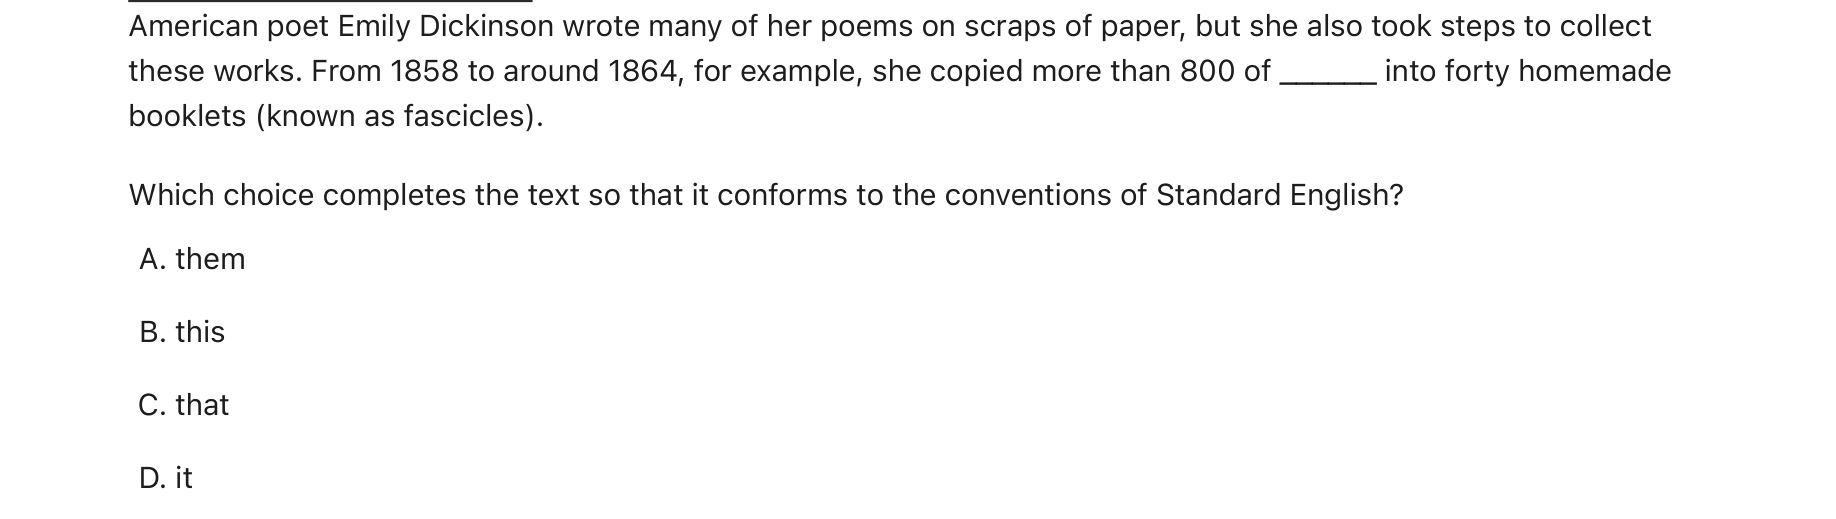 American poet Emily Dickinson wrote many of her poems on scraps of paper, but she also took steps to collect
these works. From 1858 to around 1864, for example, she copied more than 800 of ______ into forty homemade
booklets (known as fascicles).
Which choice completes the text so that it conforms to the conventions of Standard English?
A. them
B. this
C. that
D. it